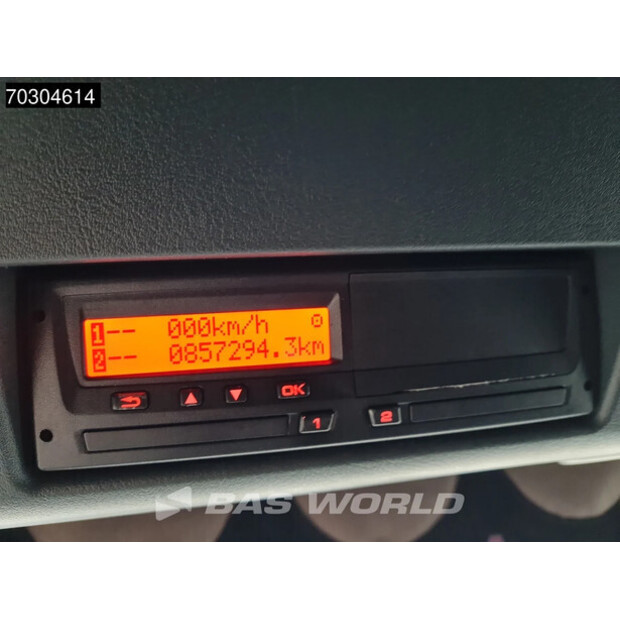 70304614
1 -- 000km/h
2 -- 0857294.3km
OK
1 2
BAS WORLD